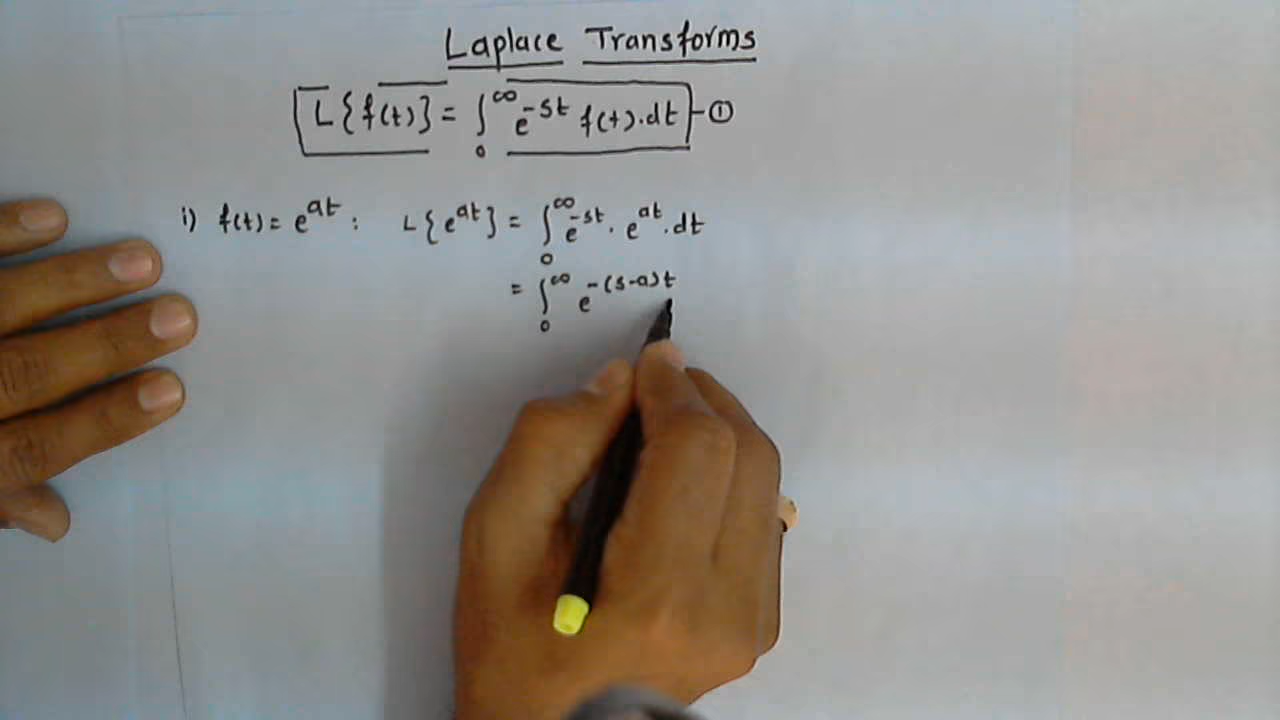 Laplace Transforms
L{f(t)} = ∫₀^∞ e^-st f(t).dt -①
i) f(t) = e^at : L{e^at} = ∫₀^∞ e^-st . e^at . dt
= ∫₀^∞ e^-(s-a)t